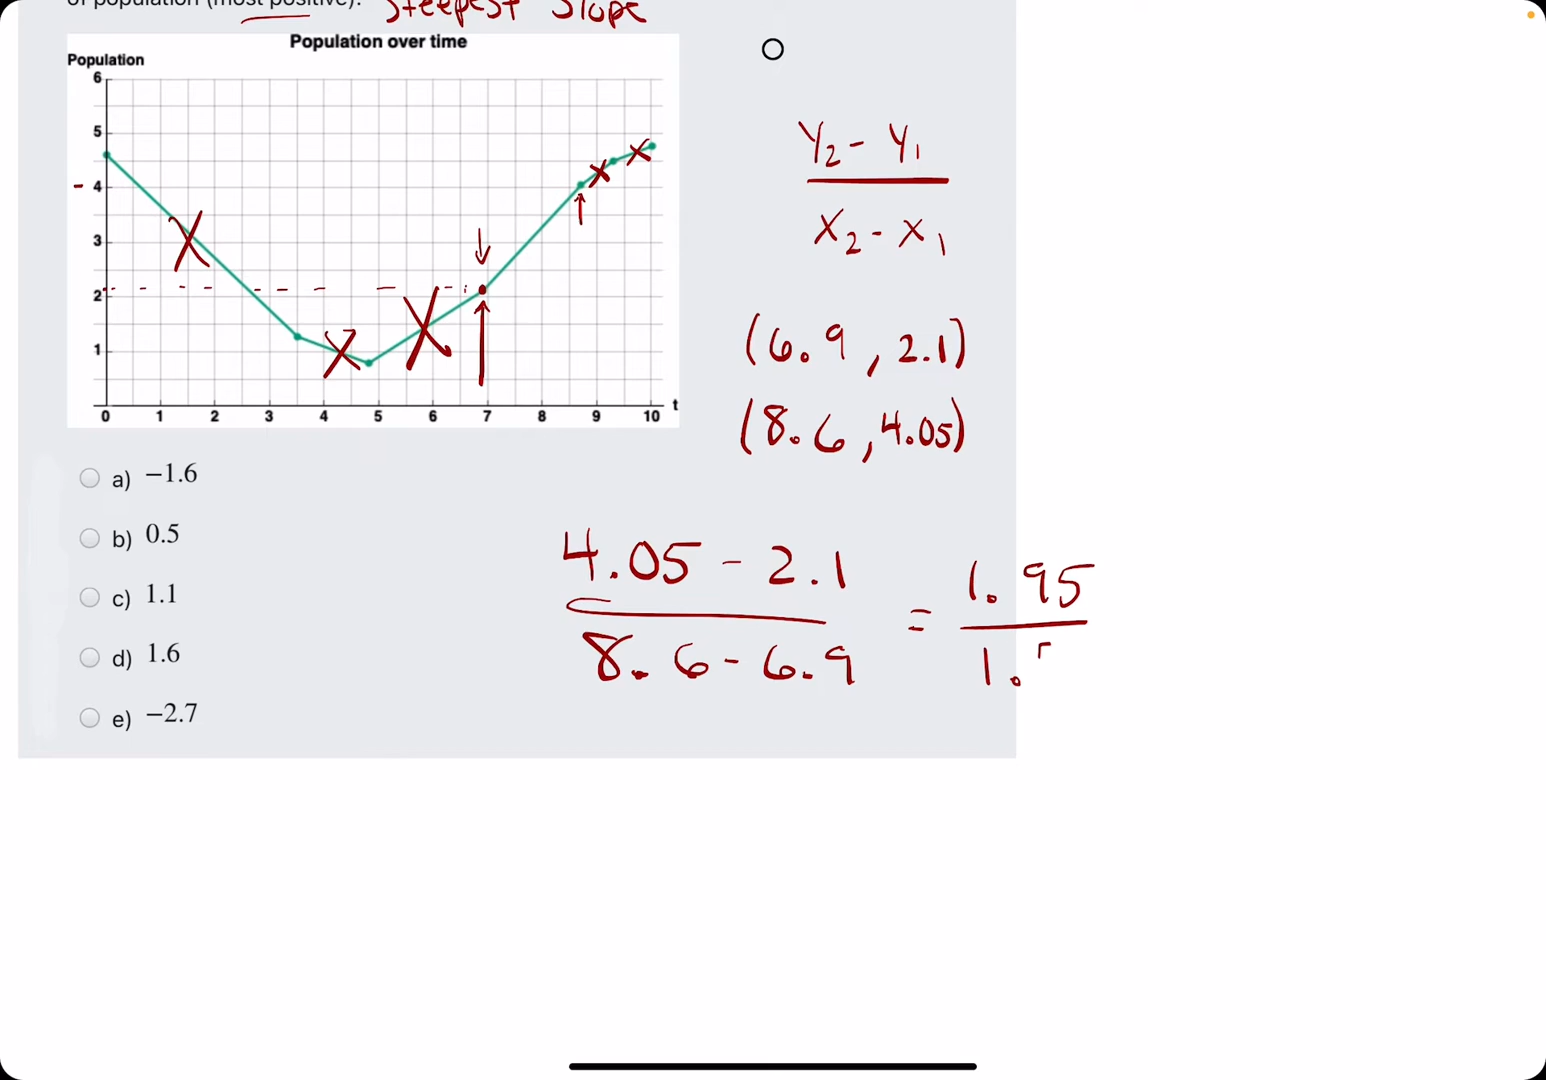 of population (most positive).
Steepest Slope
Population over time
Population
6
5
- 4
3
2
1
0 1 2 3 4 5 6 7 8 9 10 t
Y₂ - Y₁
X₂ - X₁
(6.9, 2.1)
(8.6, 4.05)
a) −1.6
b) 0.5
c) 1.1
d) 1.6
e) −2.7
4.05 - 2.1
8.6 - 6.9
=
1.95
1.